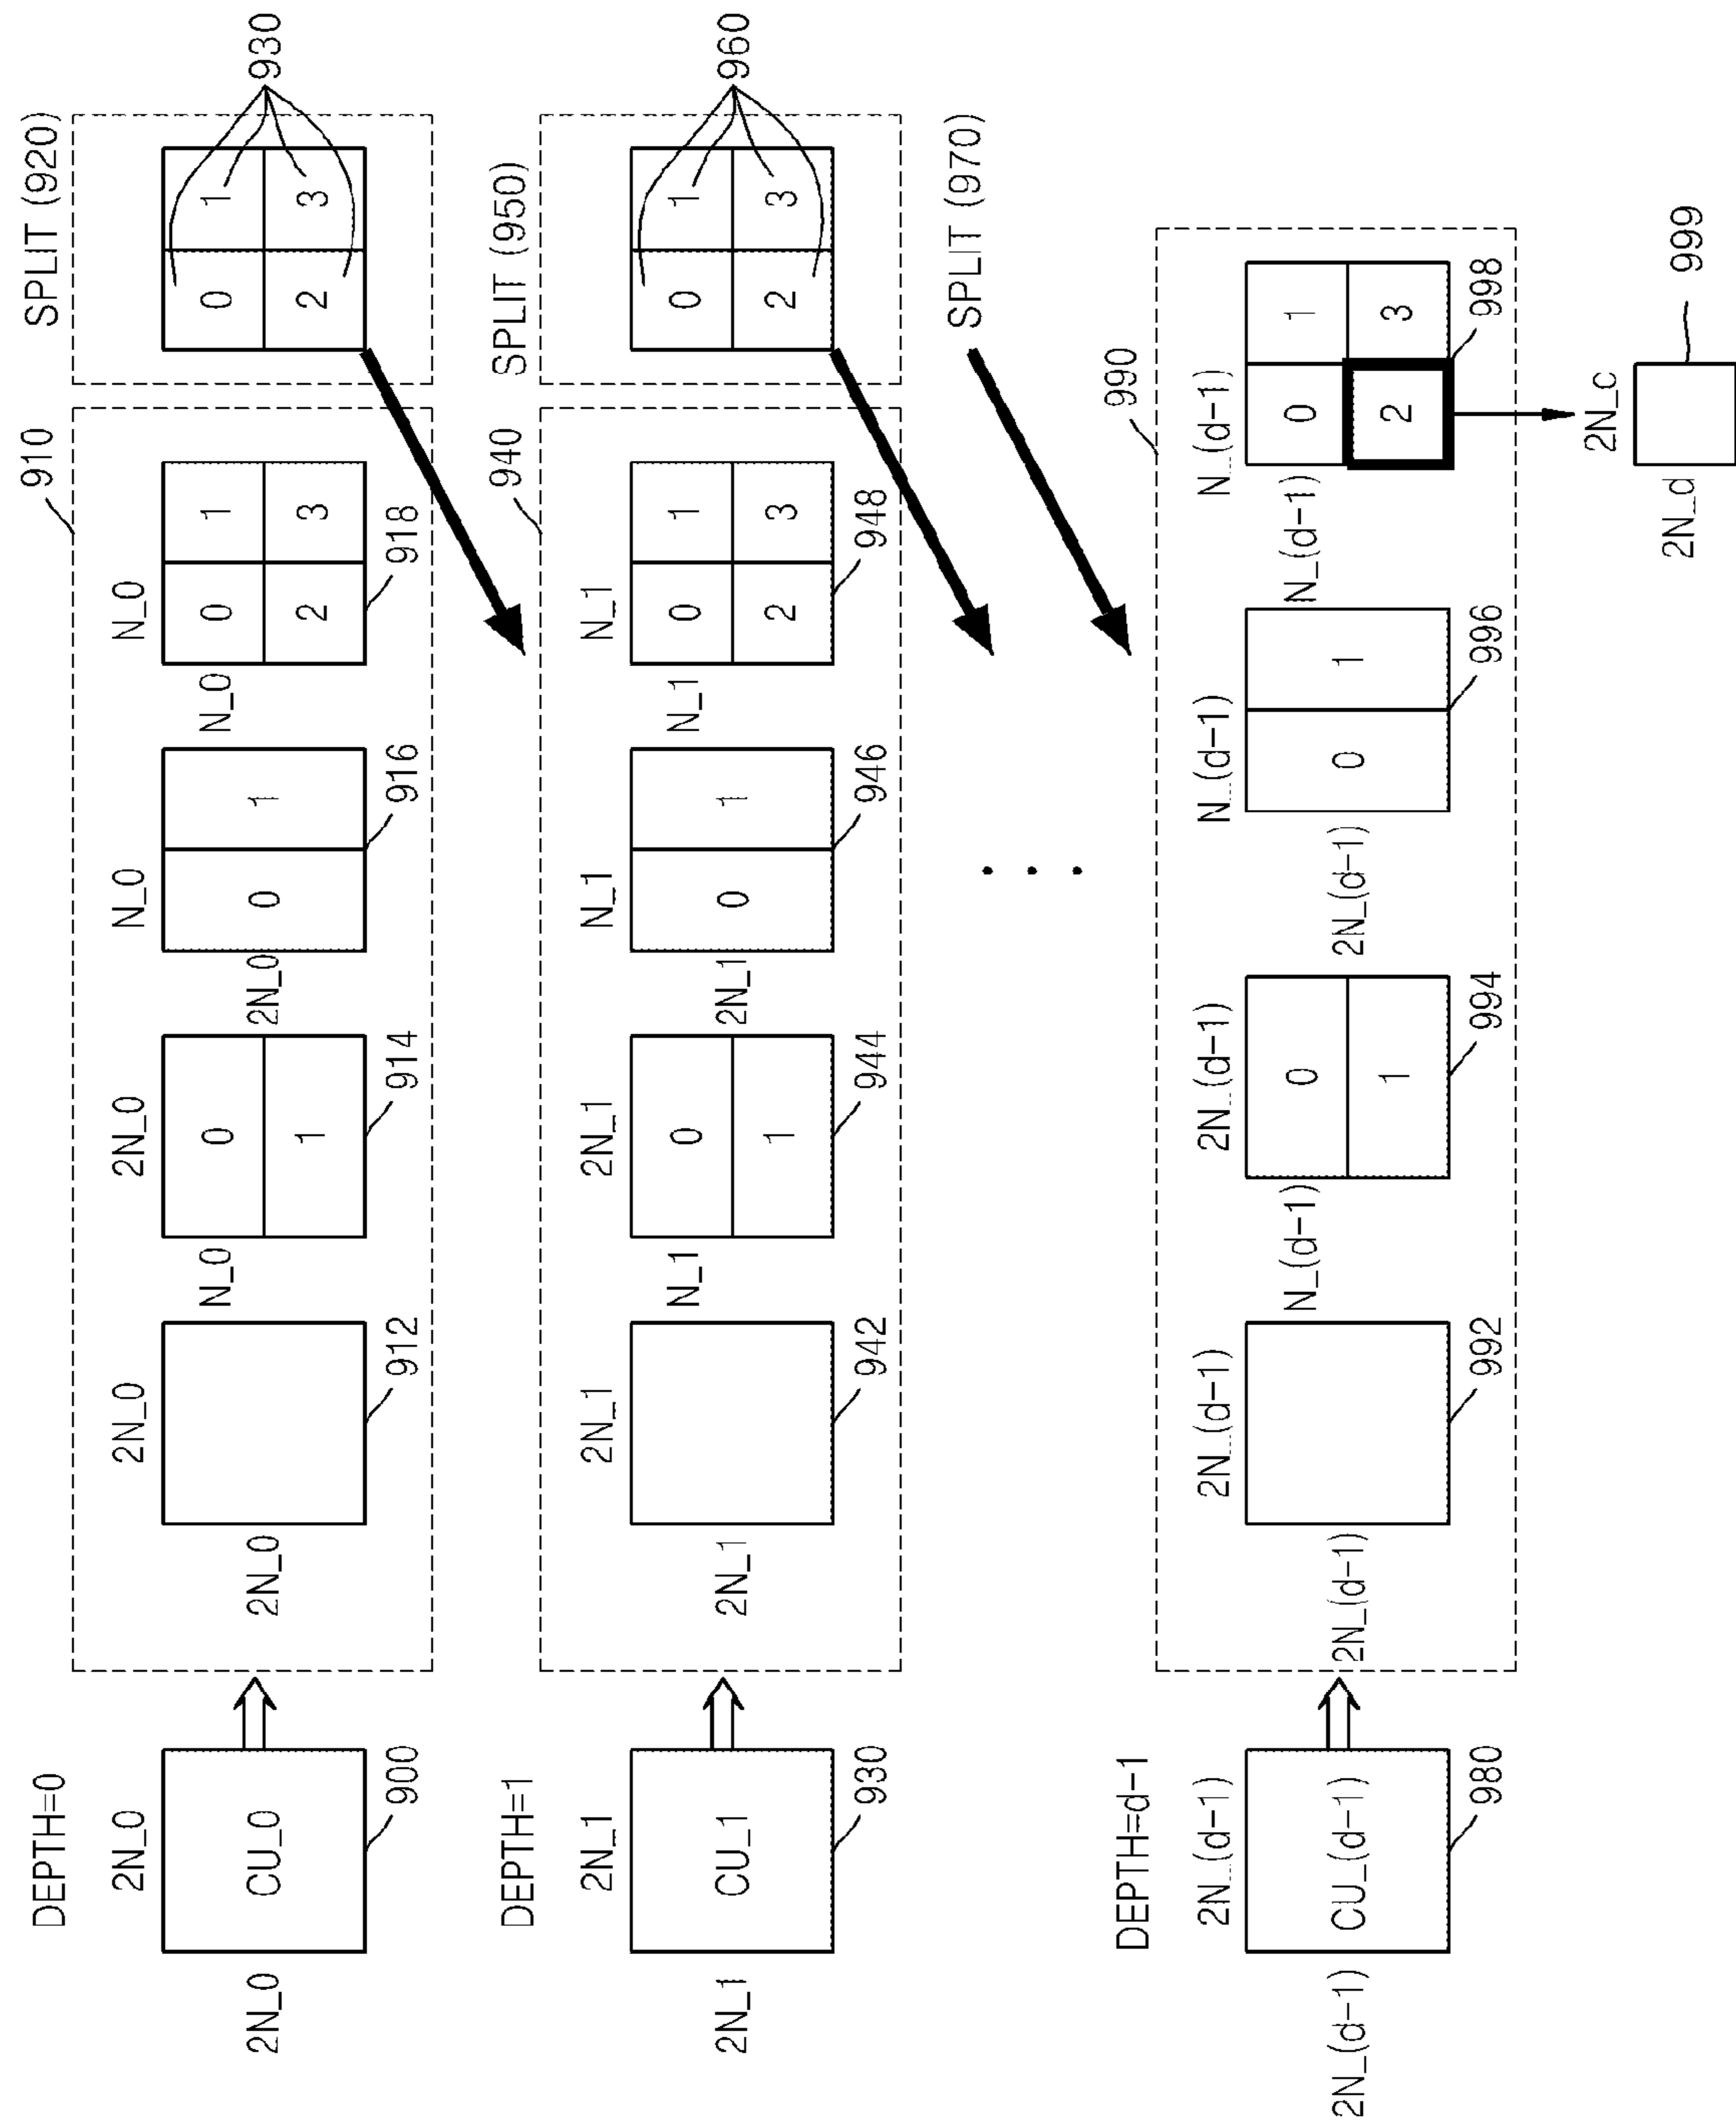 DEPTH=0
2N_0
2N_0
CU_0
900
910
2N_0
2N_0
912
2N_0
N_0
0
1
914
N_0
2N_0
0 1
916
N_0
N_0
0 1
2 3
918
SPLIT (920)
0 1
2 3
930
DEPTH=1
2N_1
2N_1
CU_1
930
940
2N_1
2N_1
942
2N_1
N_1
0
1
944
N_1
2N_1
0 1
946
N_1
N_1
0 1
2 3
948
SPLIT (950)
0 1
2 3
960
SPLIT (970)
DEPTH=d-1
2N_(d-1)
2N_(d-1)
CU_(d-1)
980
990
2N_(d-1)
2N_(d-1)
992
2N_(d-1)
N_(d-1)
0
1
994
N_(d-1)
2N_(d-1)
0 1
996
N_(d-1)
N_(d-1)
0 1
2 3
998
2N_c
2N_d
999